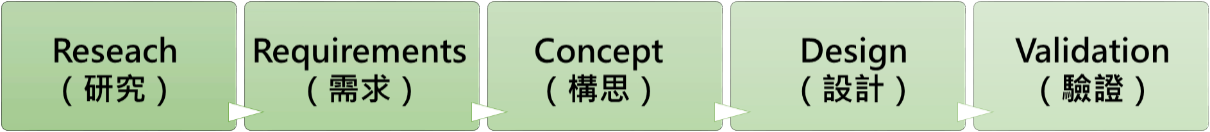 Reseach
（研究）
Requirements
（需求）
Concept
（構思）
Design
（設計）
Validation
（驗證）